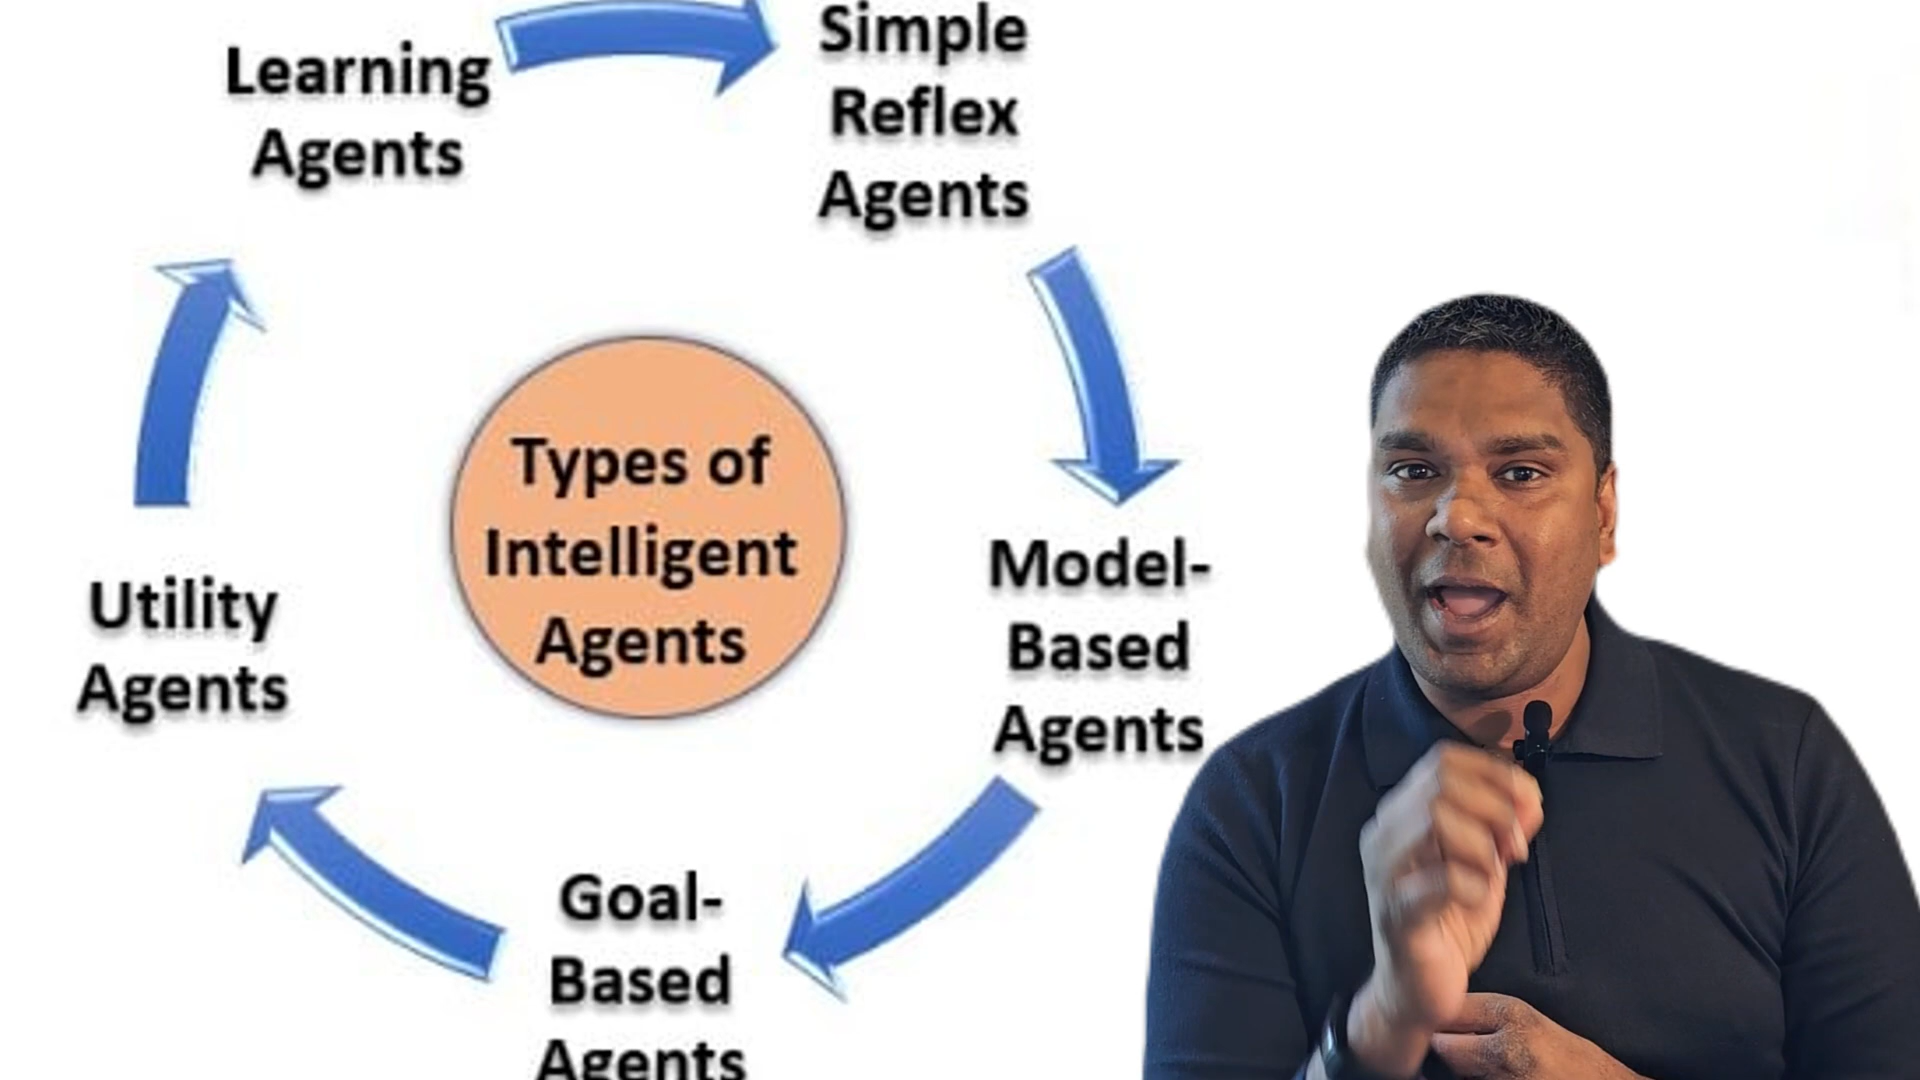 Learning
Agents
Simple
Reflex
Agents
Types of
Intelligent
Agents
Model-
Based
Agents
Utility
Agents
Goal-
Based
Agents